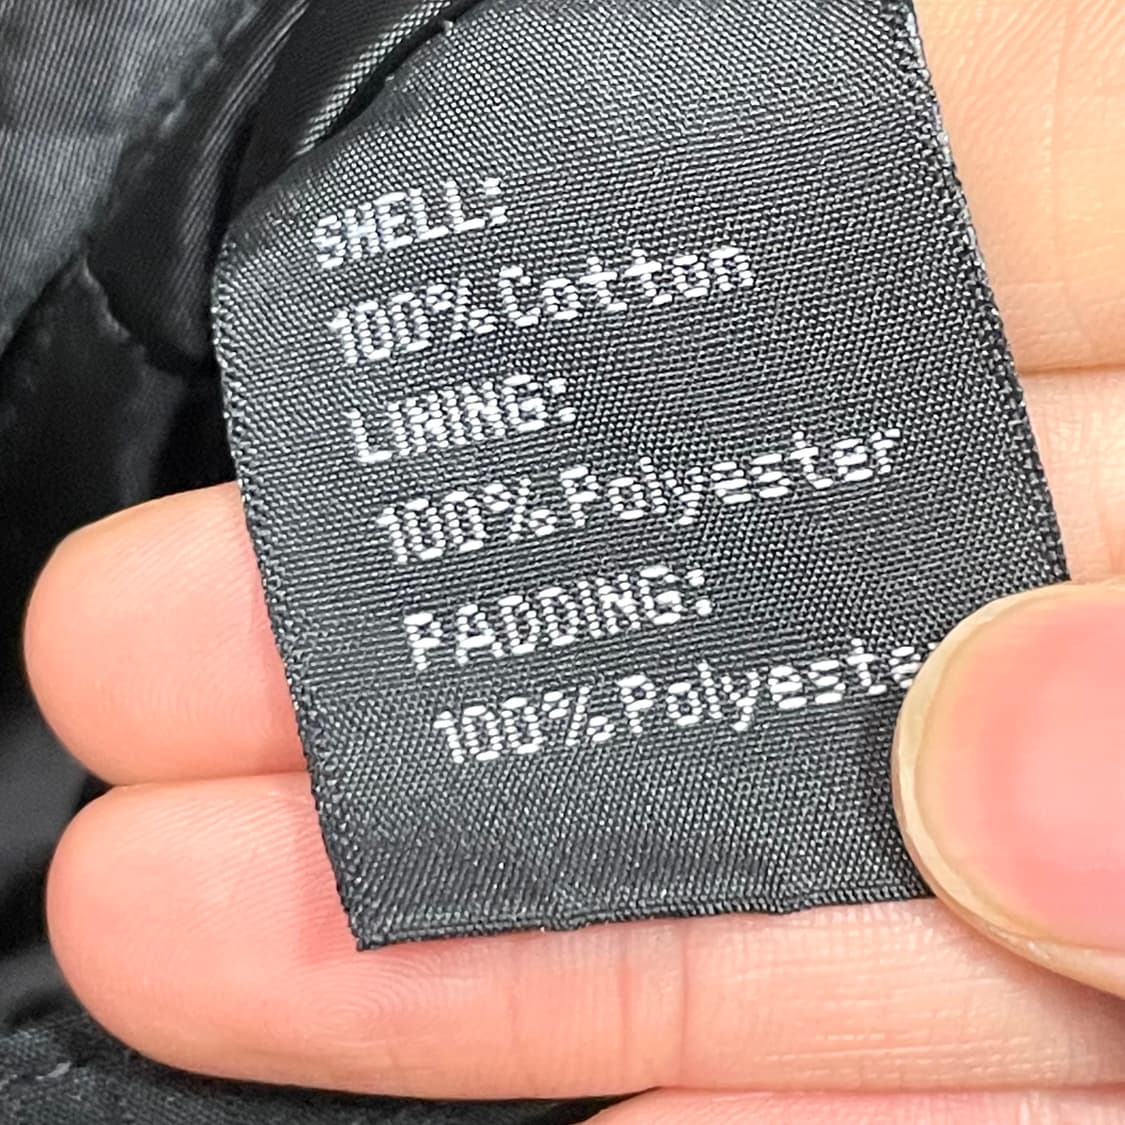 SHELL:
100% Cotton
LINING:
100% Polyester
PADDING:
100% Polyeste